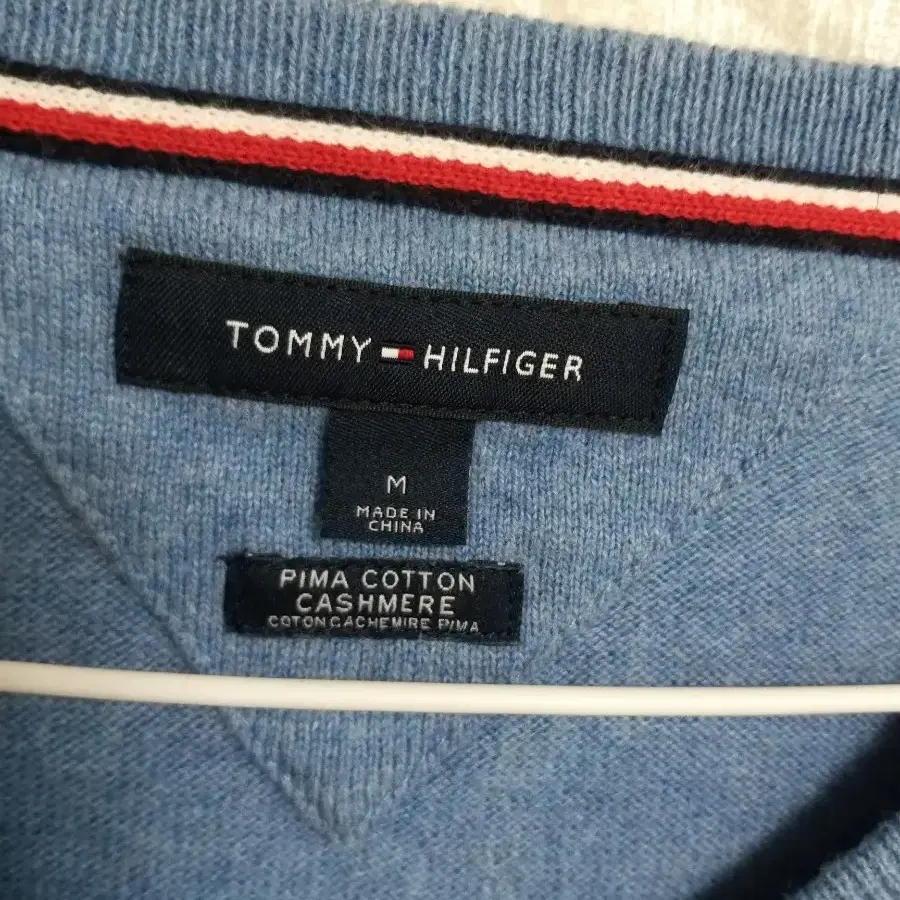 TOMMY HILFIGER
M
MADE IN
CHINA
PIMA COTTON
CASHMERE
COTON CACHEMIRE PIMA